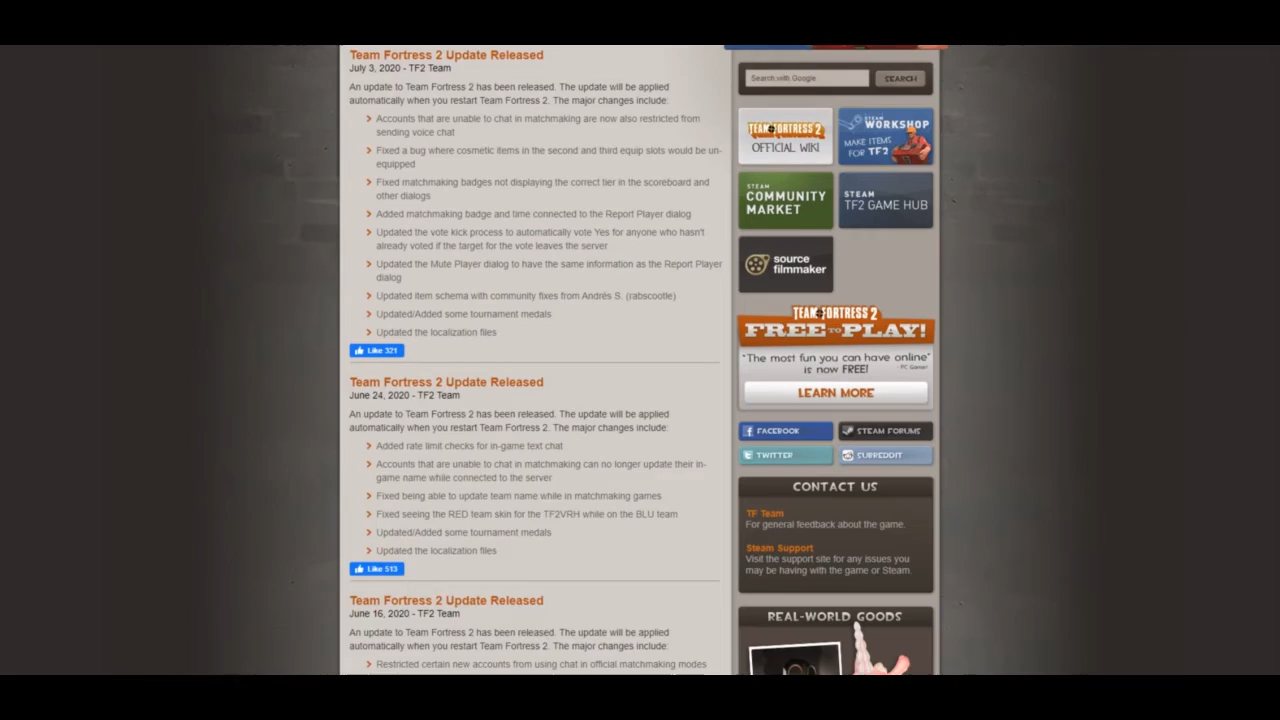 Team Fortress 2 Update Released
July 3, 2020 - TF2 Team
An update to Team Fortress 2 has been released. The update will be applied
automatically when you restart Team Fortress 2. The major changes include:
Accounts that are unable to chat in matchmaking are now also restricted from
sending voice chat
Fixed a bug where cosmetic items in the second and third equip slots would be un-
equipped
Fixed matchmaking badges not displaying the correct tier in the scoreboard and
other dialogs
Added matchmaking badge and time connected to the Report Player dialog
Updated the vote kick process to automatically vote Yes for anyone who hasn't
already voted if the target for the vote leaves the server
Updated the Mute Player dialog to have the same information as the Report Player
dialog
Updated item schema with community fixes from Andrés S. (rabscootle)
Updated/Added some tournament medals
Updated the localization files
Like 321
Team Fortress 2 Update Released
June 24, 2020 - TF2 Team
An update to Team Fortress 2 has been released. The update will be applied
automatically when you restart Team Fortress 2. The major changes include:
Added rate limit checks for in-game text chat
Accounts that are unable to chat in matchmaking can no longer update their in-
game name while connected to the server
Fixed being able to update team name while in matchmaking games
Fixed seeing the RED team skin for the TF2VRH while on the BLU team
Updated/Added some tournament medals
Updated the localization files
Like 513
Team Fortress 2 Update Released
June 16, 2020 - TF2 Team
An update to Team Fortress 2 has been released. The update will be applied
automatically when you restart Team Fortress 2. The major changes include:
Restricted certain new accounts from using chat in official matchmaking modes
Search with Google
SEARCH
TEAM FORTRESS 2
OFFICIAL WIKI
STEAM
WORKSHOP
MAKE ITEMS
FOR TF2
STEAM
COMMUNITY
MARKET
STEAM
TF2 GAME HUB
source
filmmaker
TEAM FORTRESS 2
FREE TO PLAY!
"The most fun you can have online"
is now FREE!
- PC Gamer
LEARN MORE
FACEBOOK
STEAM FORUMS
TWITTER
SUBREDDIT
CONTACT US
TF Team
For general feedback about the game.
Steam Support
Visit the support site for any issues you
may be having with the game or Steam.
REAL-WORLD GOODS